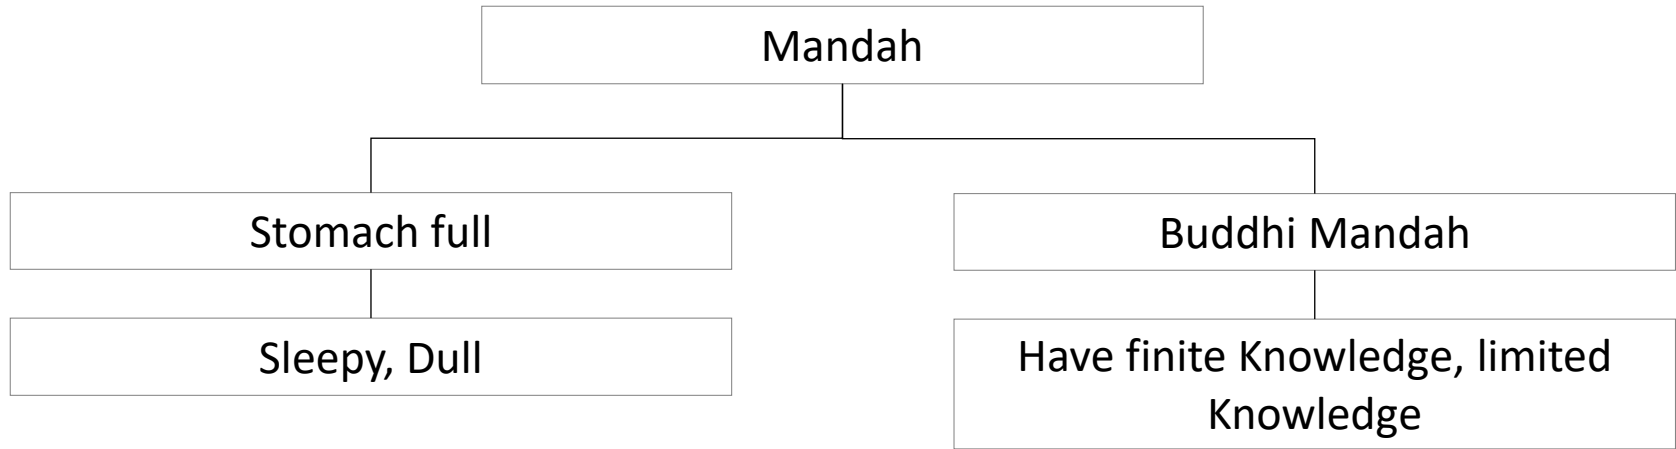 Mandah
Stomach full
Buddhi Mandah
Sleepy, Dull
Have finite Knowledge, limited
Knowledge